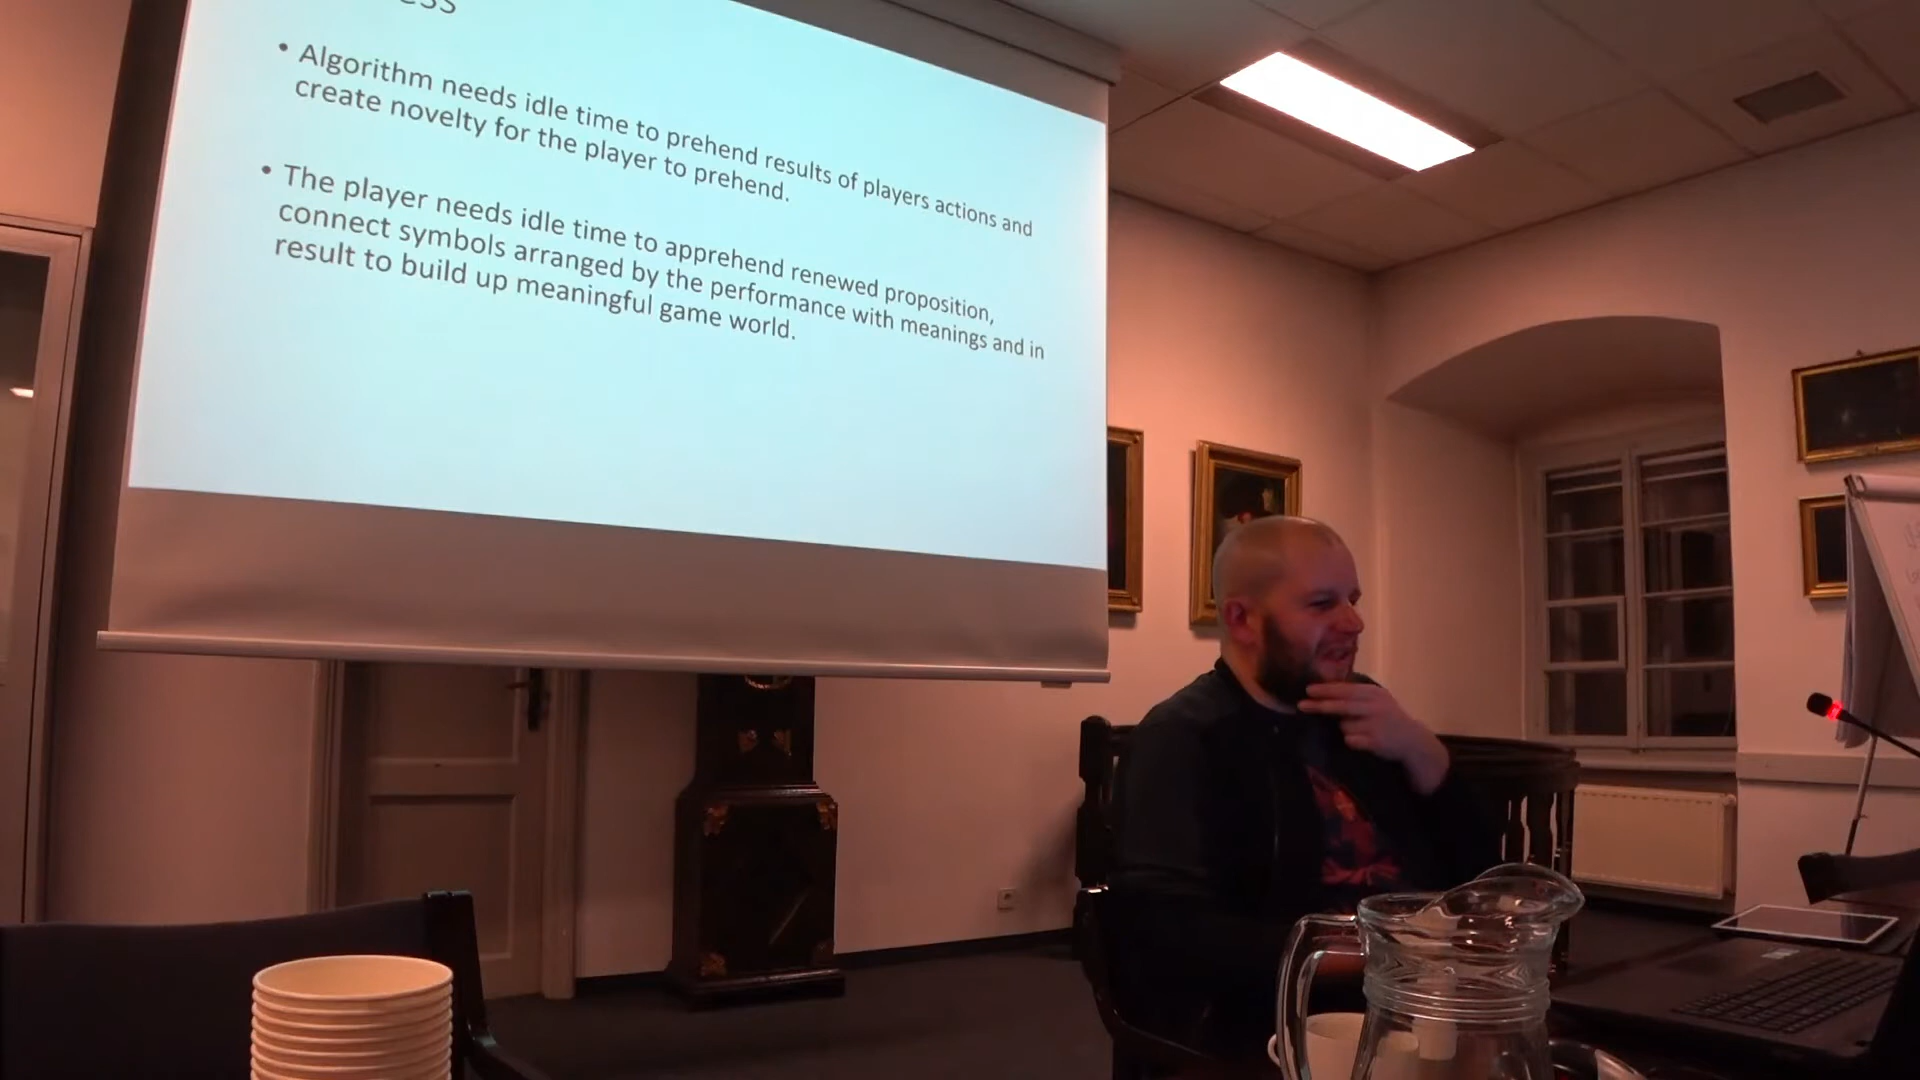 • Algorithm needs idle time to prehend results of players actions and
create novelty for the player to prehend.
• The player needs idle time to apprehend renewed proposition,
connect symbols arranged by the performance with meanings and in
result to build up meaningful game world.